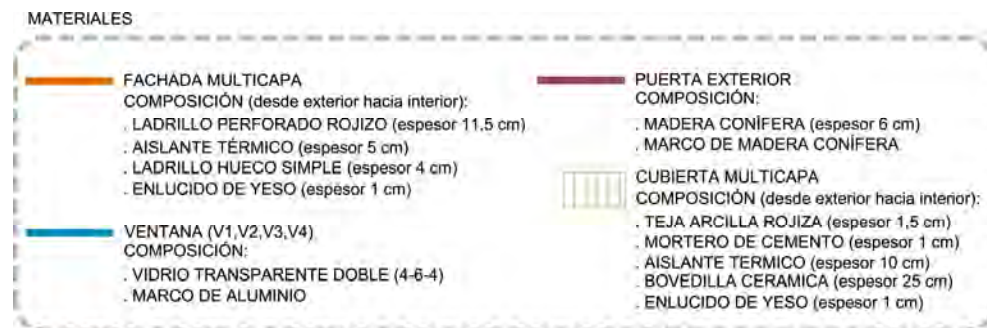 MATERIALES
FACHADA MULTICAPA
COMPOSICIÓN (desde exterior hacia interior):
. LADRILLO PERFORADO ROJIZO (espesor 11.5 cm)
. AISLANTE TÉRMICO (espesor 5 cm)
. LADRILLO HUECO SIMPLE (espesor 4 cm)
. ENLUCIDO DE YESO (espesor 1 cm)
VENTANA (V1,V2,V3,V4)
COMPOSICIÓN:
. VIDRIO TRANSPARENTE DOBLE (4-6-4)
. MARCO DE ALUMINIO
PUERTA EXTERIOR
COMPOSICIÓN:
. MADERA CONÍFERA (espesor 6 cm)
. MARCO DE MADERA CONÍFERA
CUBIERTA MULTICAPA
COMPOSICIÓN (desde exterior hacia interior):
. TEJA ARCILLA ROJIZA (espesor 1,5 cm)
. MORTERO DE CEMENTO (espesor 1 cm)
. AISLANTE TERMICO (espesor 10 cm)
. BOVEDILLA CERAMICA (espesor 25 cm)
. ENLUCIDO DE YESO (espesor 1 cm)